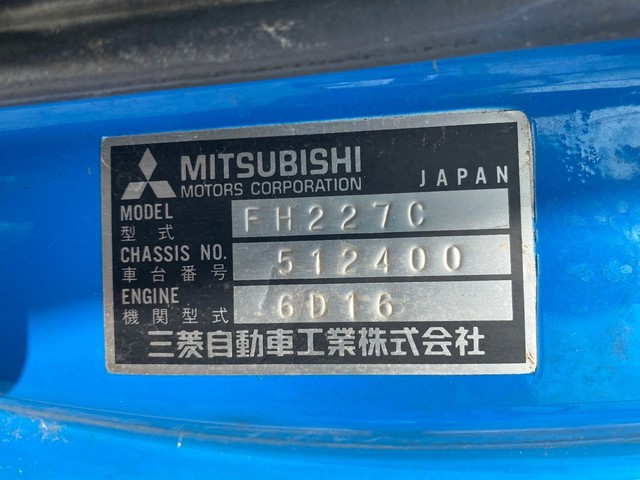 MITSUBISHI
MOTORS CORPORATION JAPAN
MODEL FH227C
型式
CHASSIS NO. 512400
車台番号
ENGINE 6D16
機関型式
三菱自動車工業株式会社